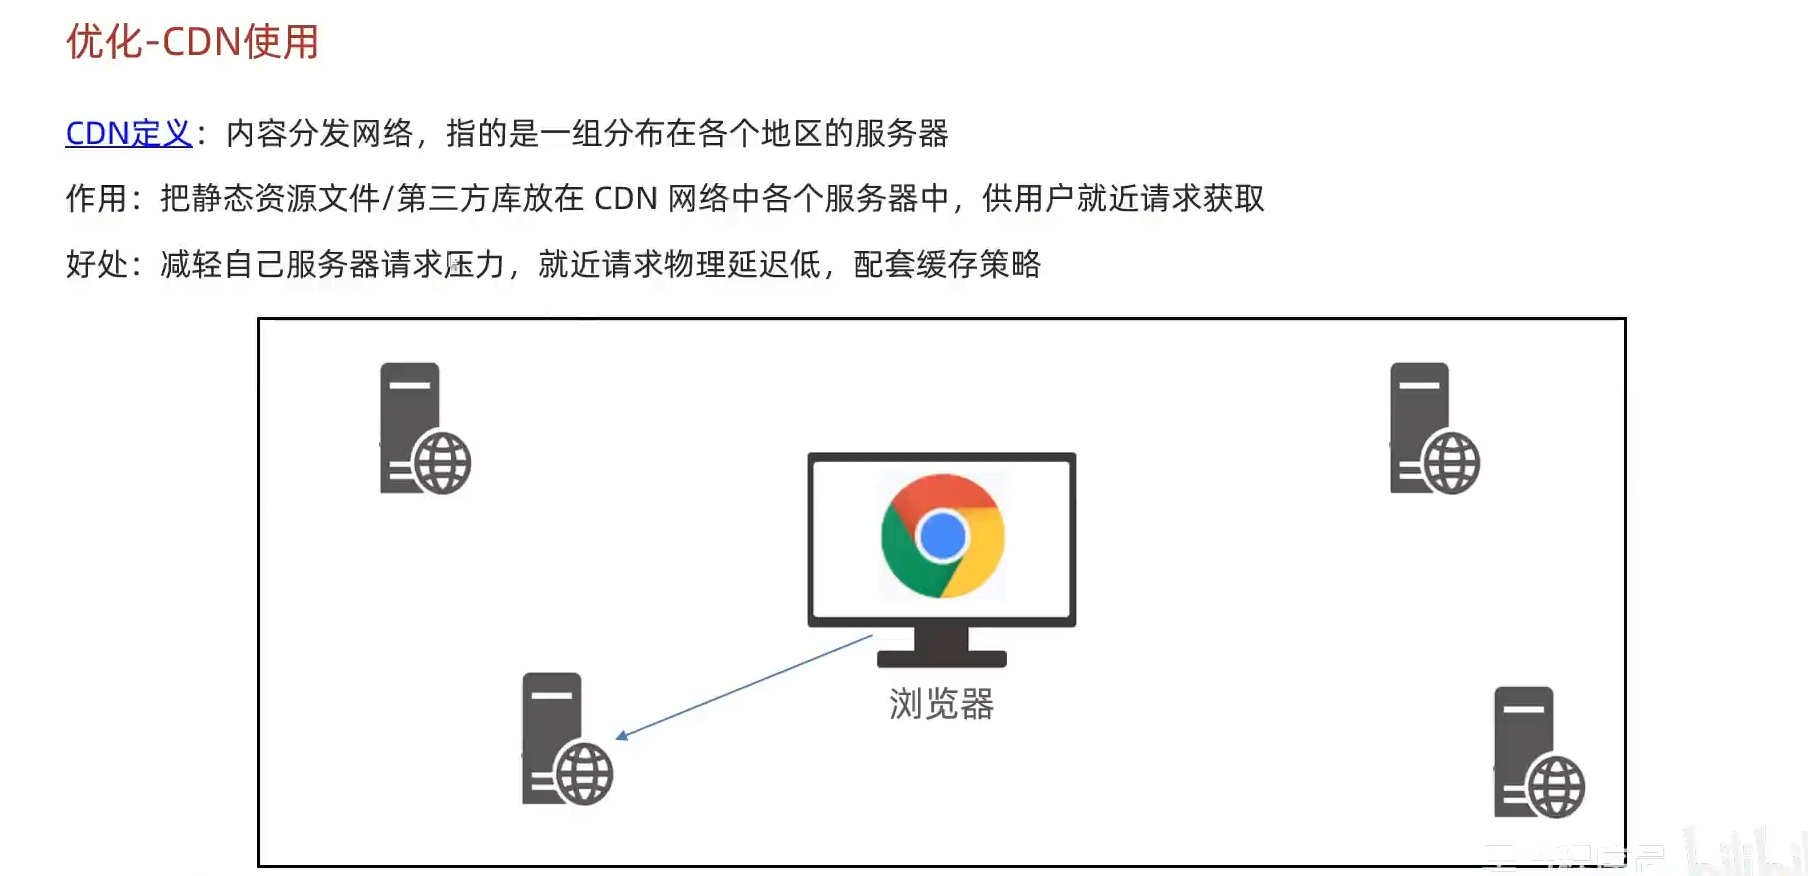 优化-CDN使用
CDN定义：内容分发网络，指的是一组分布在各个地区的服务器
作用：把静态资源文件/第三方库放在 CDN 网络中各个服务器中，供用户就近请求获取
好处：减轻自己服务器请求压力，就近请求物理延迟低，配套缓存策略
浏览器
bilibili